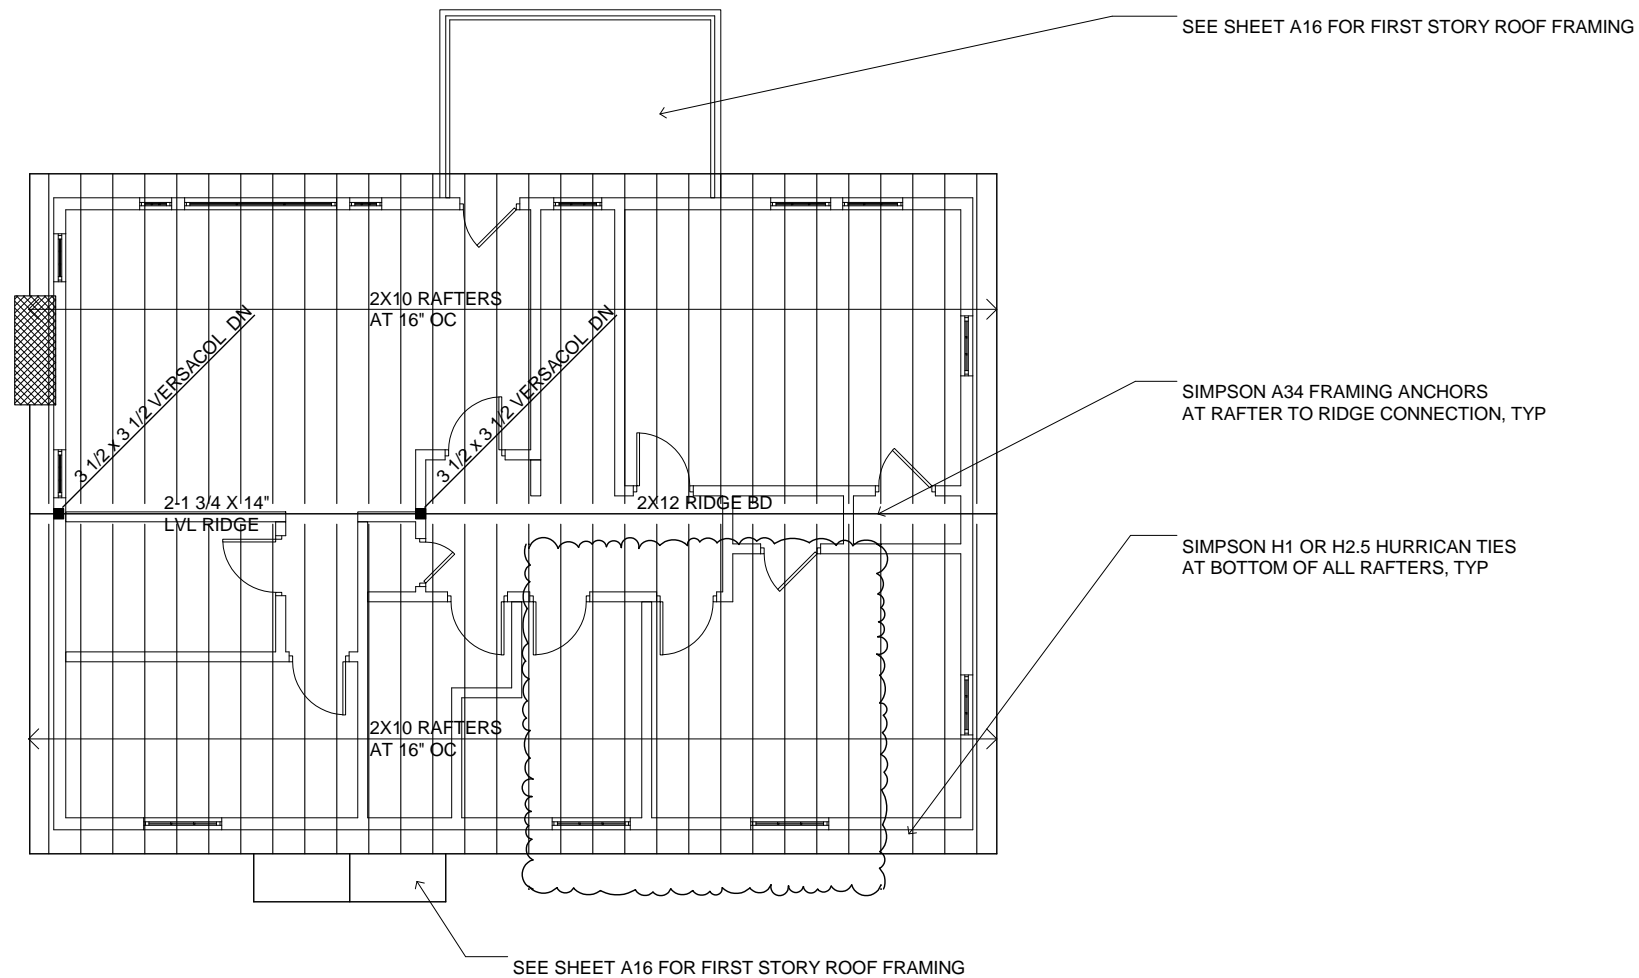 SEE SHEET A16 FOR FIRST STORY ROOF FRAMING
2X10 RAFTERS
AT 16" OC
3 1/2 x 3 1/2 VERSACOL DN
3 1/2 x 3 1/2 VERSACOL DN
SIMPSON A34 FRAMING ANCHORS
AT RAFTER TO RIDGE CONNECTION, TYP
2-1 3/4 X 14"
LVL RIDGE
2X12 RIDGE BD
SIMPSON H1 OR H2.5 HURRICAN TIES
AT BOTTOM OF ALL RAFTERS, TYP
2X10 RAFTERS
AT 16" OC
SEE SHEET A16 FOR FIRST STORY ROOF FRAMING